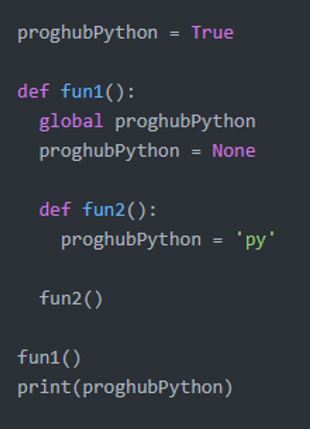 proghubPython = True

def fun1():
  global proghubPython
  proghubPython = None

  def fun2():
    proghubPython = 'py'

  fun2()

fun1()
print(proghubPython)